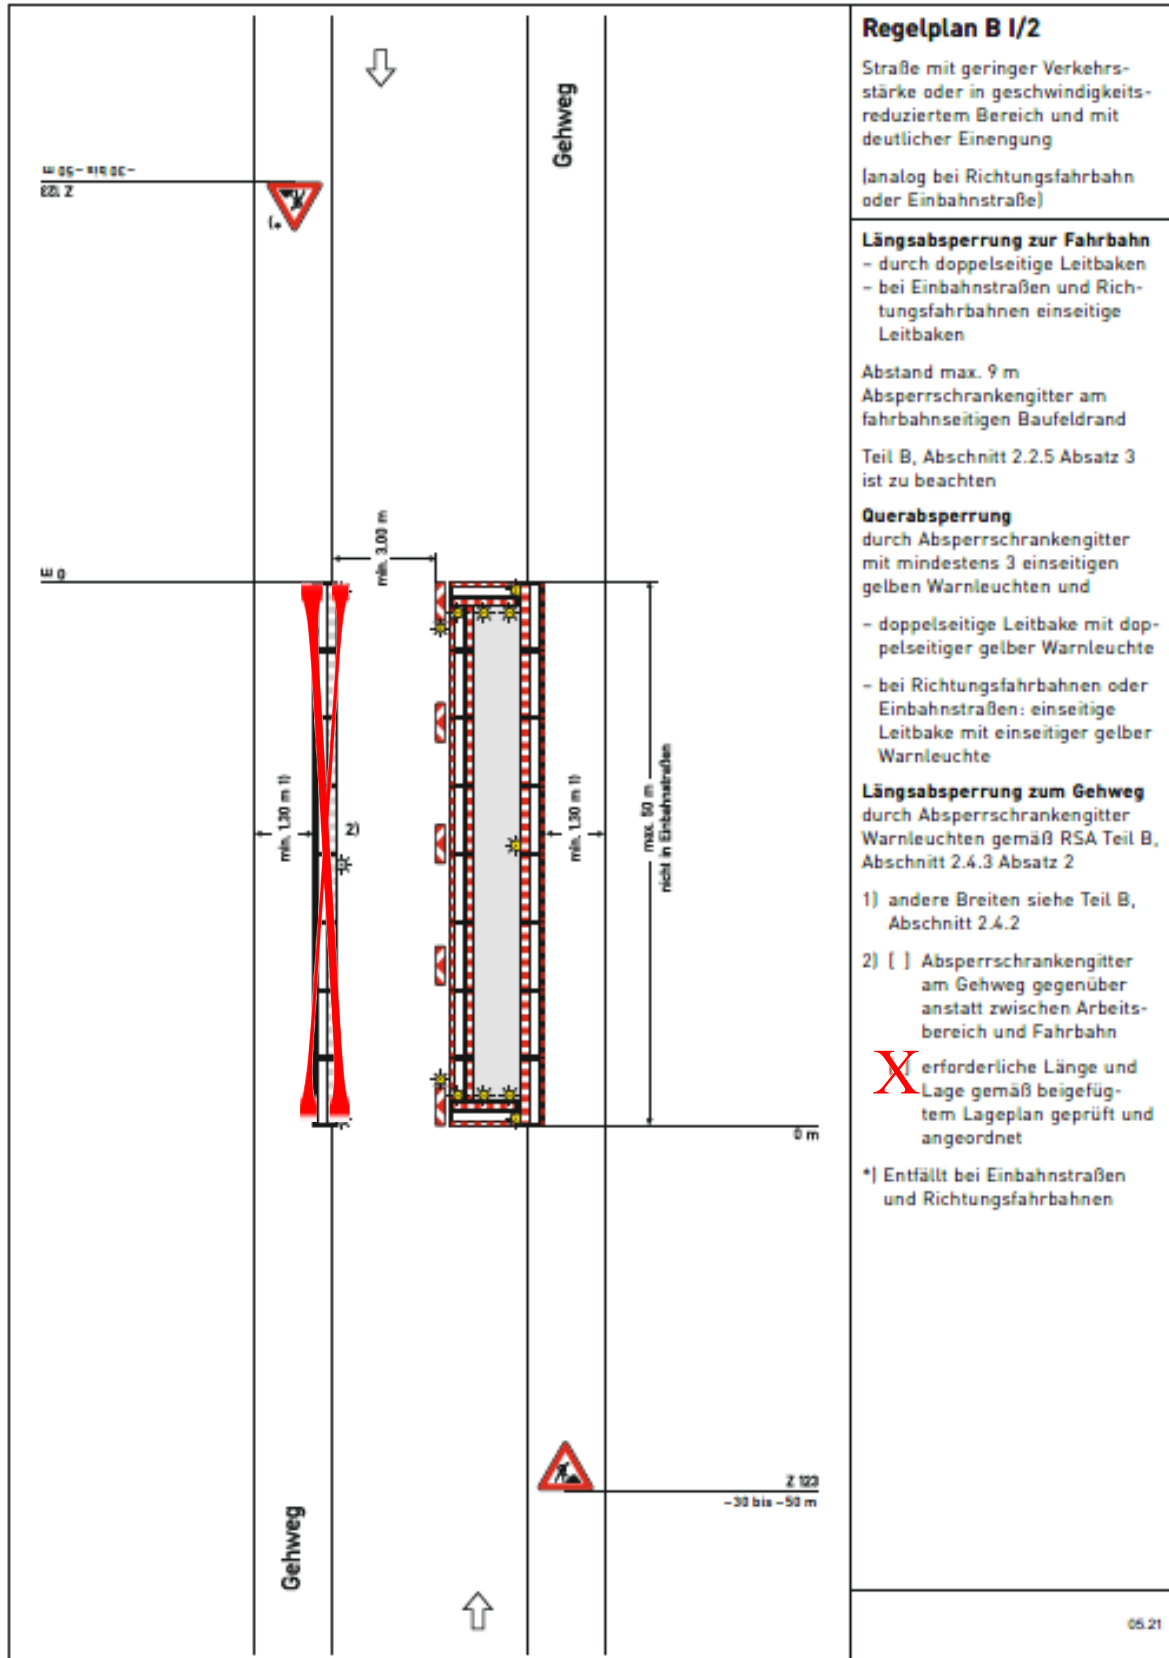 Regelplan B I/2
Straße mit geringer Verkehrs-
stärke oder in geschwindigkeits-
reduziertem Bereich und mit
deutlicher Einengung
(analog bei Richtungsfahrbahn
oder Einbahnstraße)
Längsabsperrung zur Fahrbahn
- durch doppelseitige Leitbaken
- bei Einbahnstraßen und Rich-
tungsfahrbahnen einseitige
Leitbaken
Abstand max. 9 m
Absperrschrankengitter am
fahrbahnseitigen Baufeldrand
Teil B, Abschnitt 2.2.5 Absatz 3
ist zu beachten
Querabsperrung
durch Absperrschrankengitter
mit mindestens 3 einseitigen
gelben Warnleuchten und
- doppelseitige Leitbake mit dop-
pelseitiger gelber Warnleuchte
- bei Richtungsfahrbahnen oder
Einbahnstraßen: einseitige
Leitbake mit einseitiger gelber
Warnleuchte
Längsabsperrung zum Gehweg
durch Absperrschrankengitter
Warnleuchten gemäß RSA Teil B,
Abschnitt 2.4.3 Absatz 2
1) andere Breiten siehe Teil B,
Abschnitt 2.4.2
2) [ ] Absperrschrankengitter
am Gehweg gegenüber
anstatt zwischen Arbeits-
bereich und Fahrbahn
X erforderliche Länge und
Lage gemäß beigefüg-
tem Lageplan geprüft und
angeordnet
*) Entfällt bei Einbahnstraßen
und Richtungsfahrbahnen
05.21
Gehweg
-30 bis -50 m
Z 123
*)
min. 3,00 m
0 m
min. 1,30 m 1)
2)
min. 1,30 m 1)
max. 50 m
nicht in Einbahnstraßen
0 m
Z 123
-30 bis -50 m
Gehweg